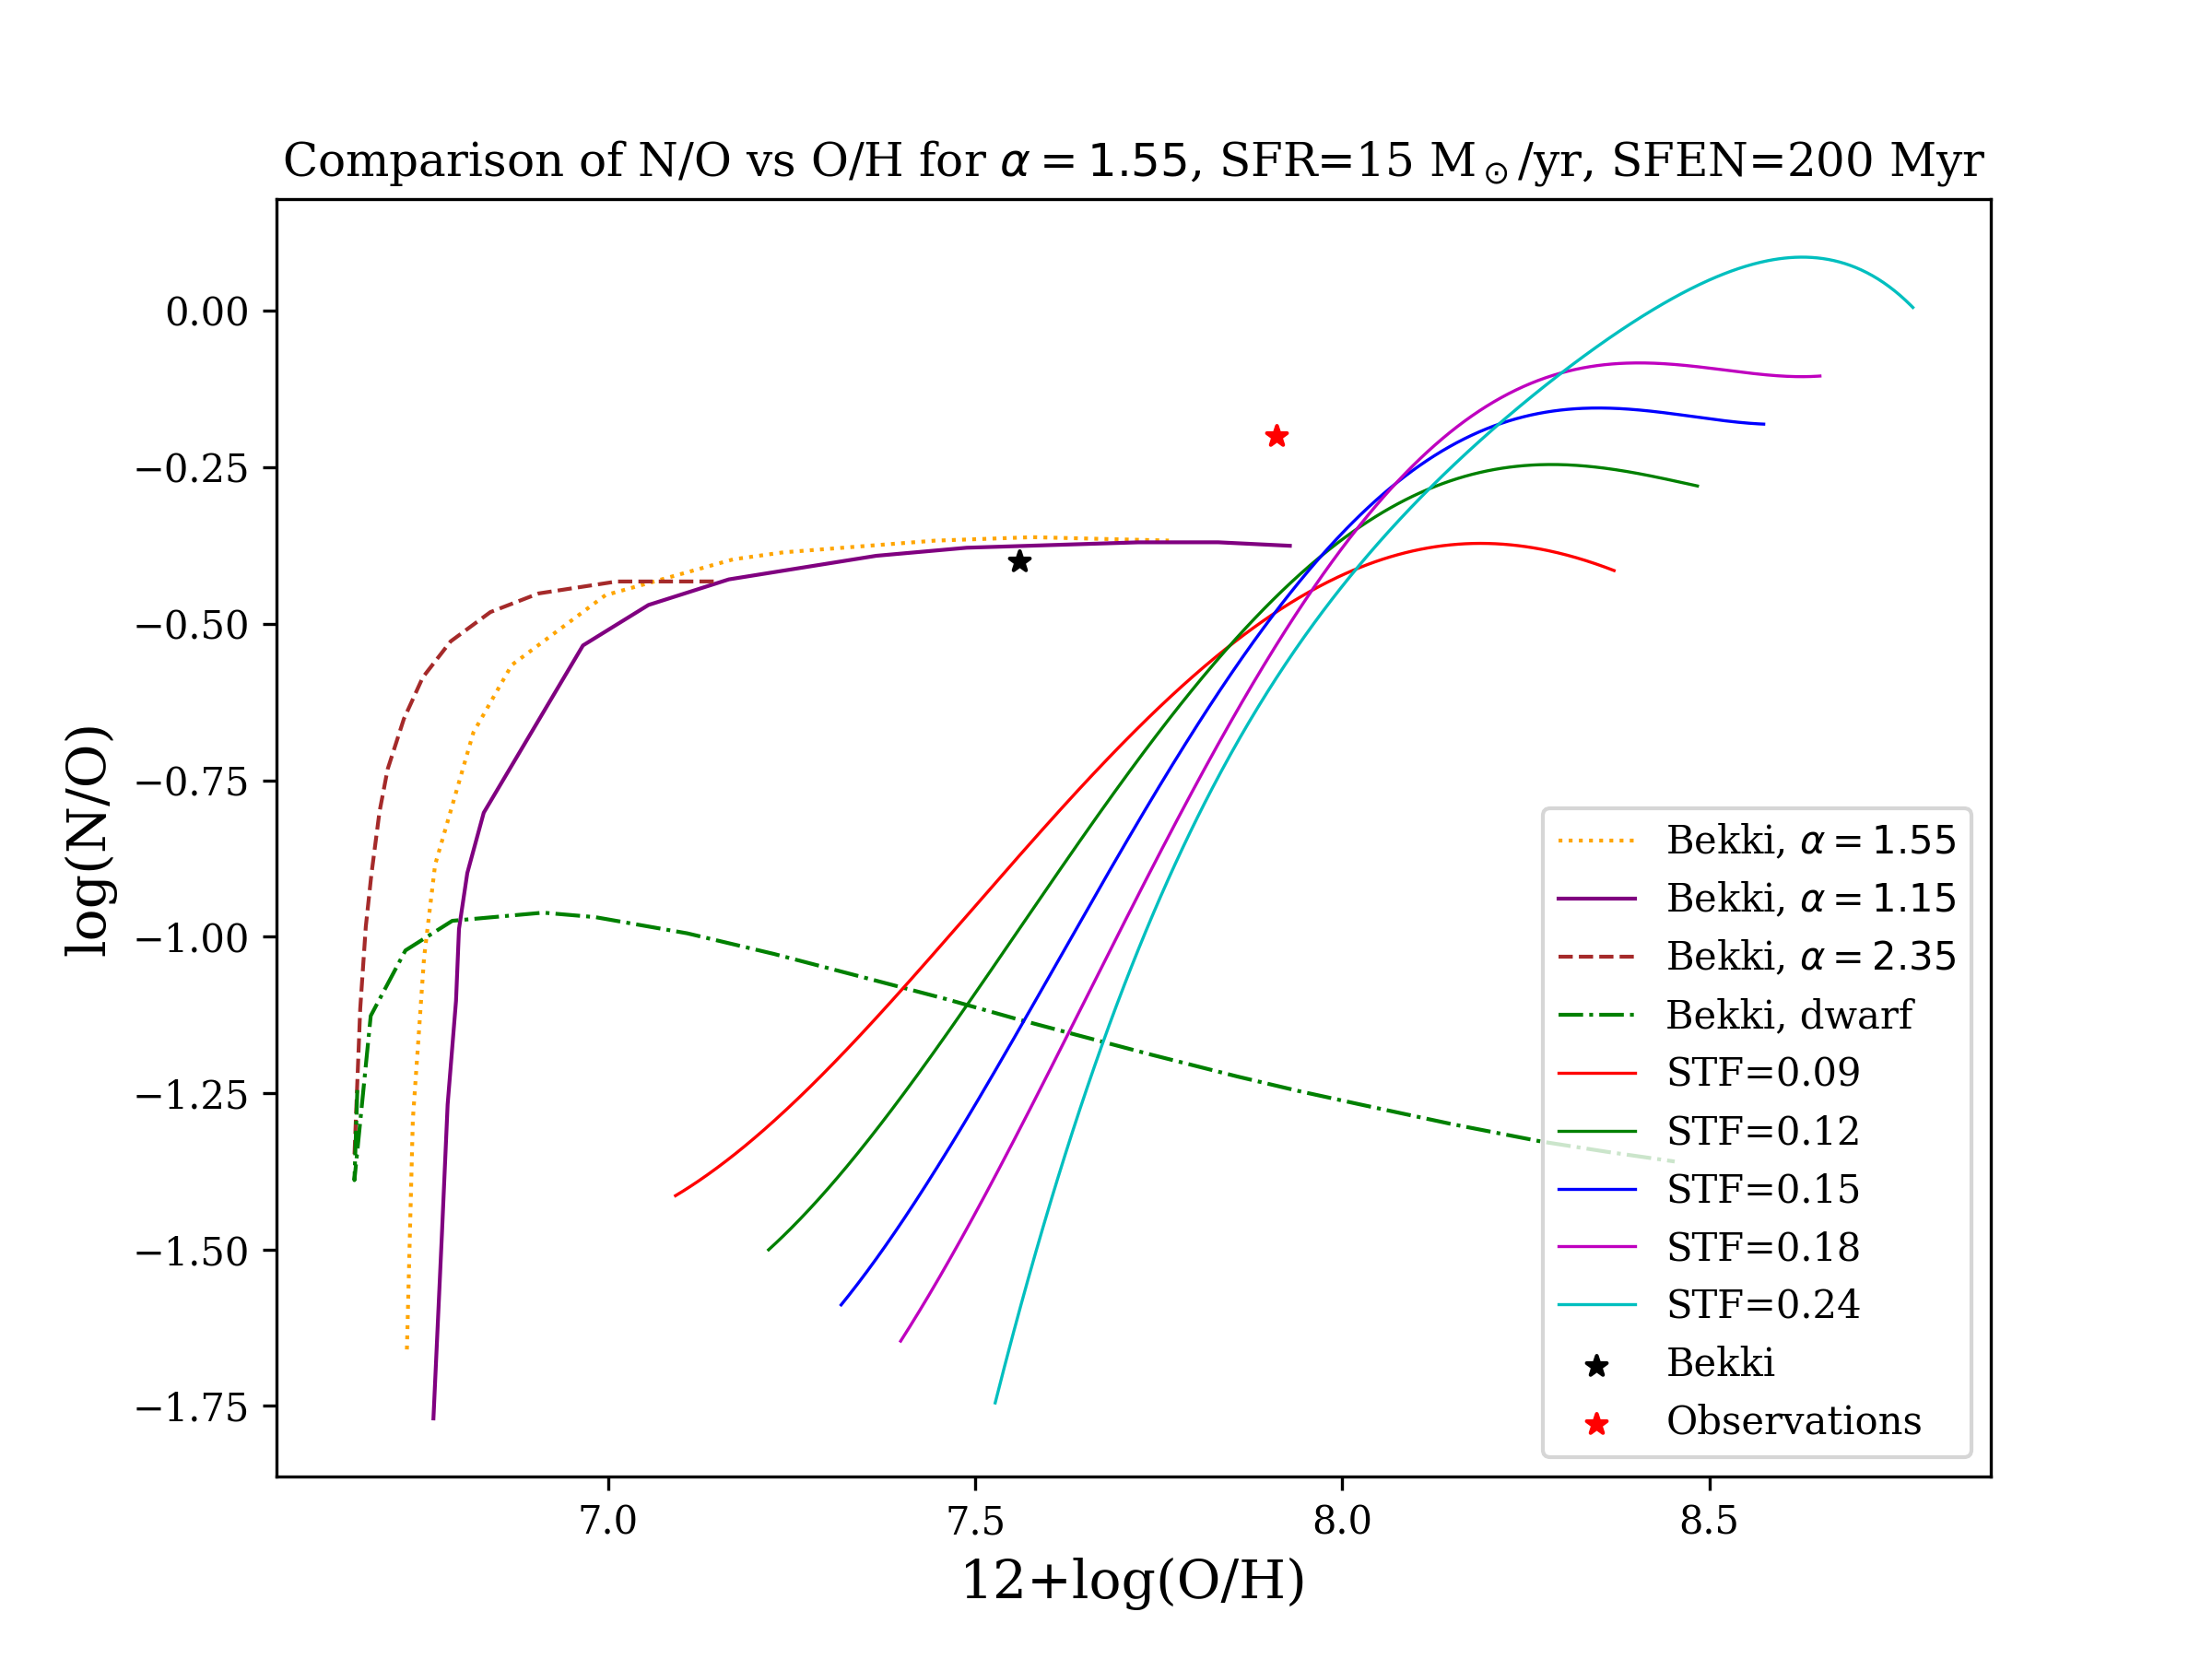 Comparison of N/O vs O/H for α = 1.55, SFR=15 M⊙/yr, SFEN=200 Myr
log(N/O)
0.00
−0.25
−0.50
−0.75
−1.00
−1.25
−1.50
−1.75
Bekki, α = 1.55
Bekki, α = 1.15
Bekki, α = 2.35
Bekki, dwarf
STF=0.09
STF=0.12
STF=0.15
STF=0.18
STF=0.24
Bekki
Observations
7.0 7.5 8.0 8.5
12+log(O/H)